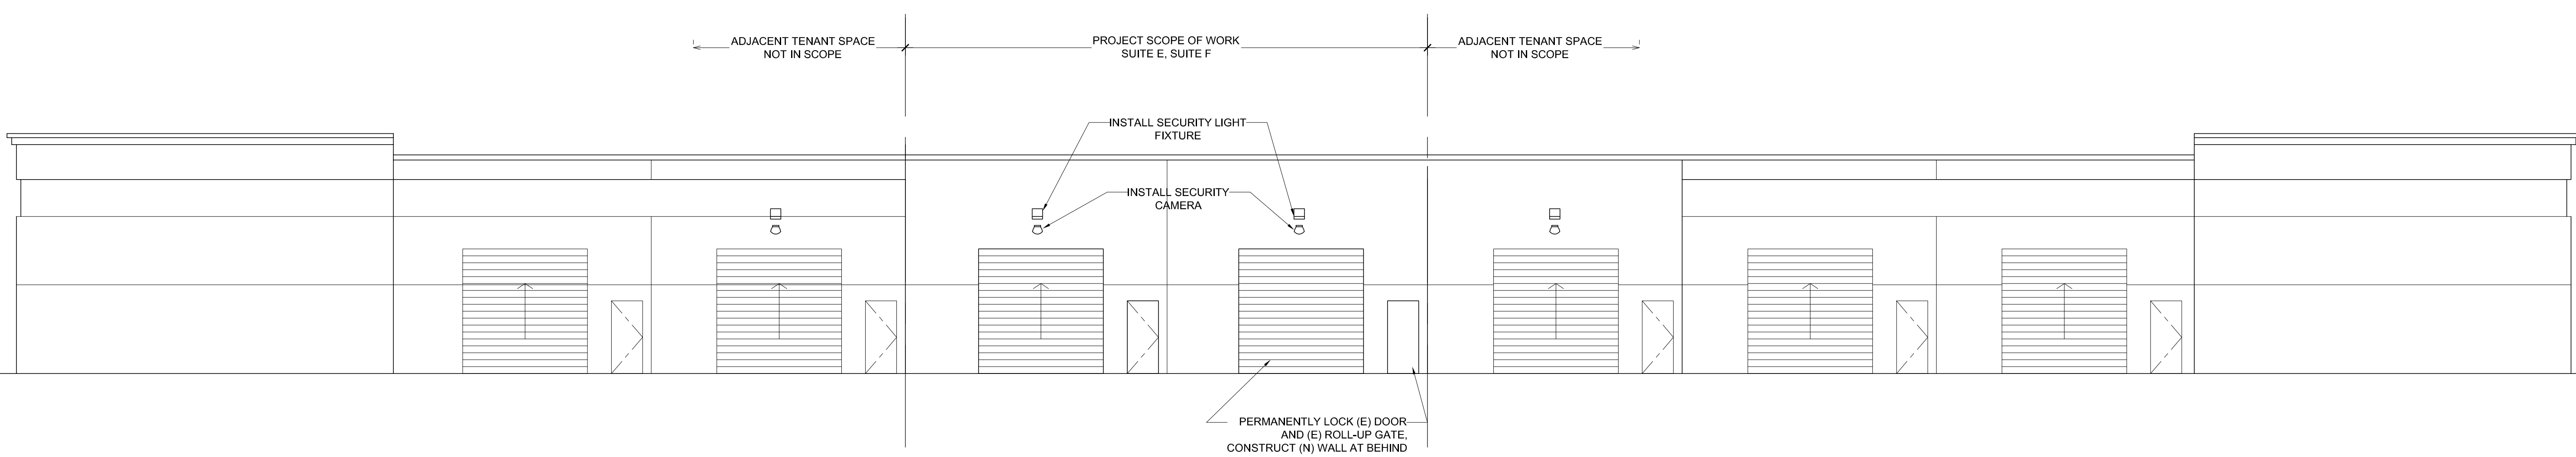 ADJACENT TENANT SPACE
NOT IN SCOPE
PROJECT SCOPE OF WORK
SUITE E, SUITE F
ADJACENT TENANT SPACE
NOT IN SCOPE
INSTALL SECURITY LIGHT
FIXTURE
INSTALL SECURITY
CAMERA
PERMANENTLY LOCK (E) DOOR
AND (E) ROLL-UP GATE,
CONSTRUCT (N) WALL AT BEHIND